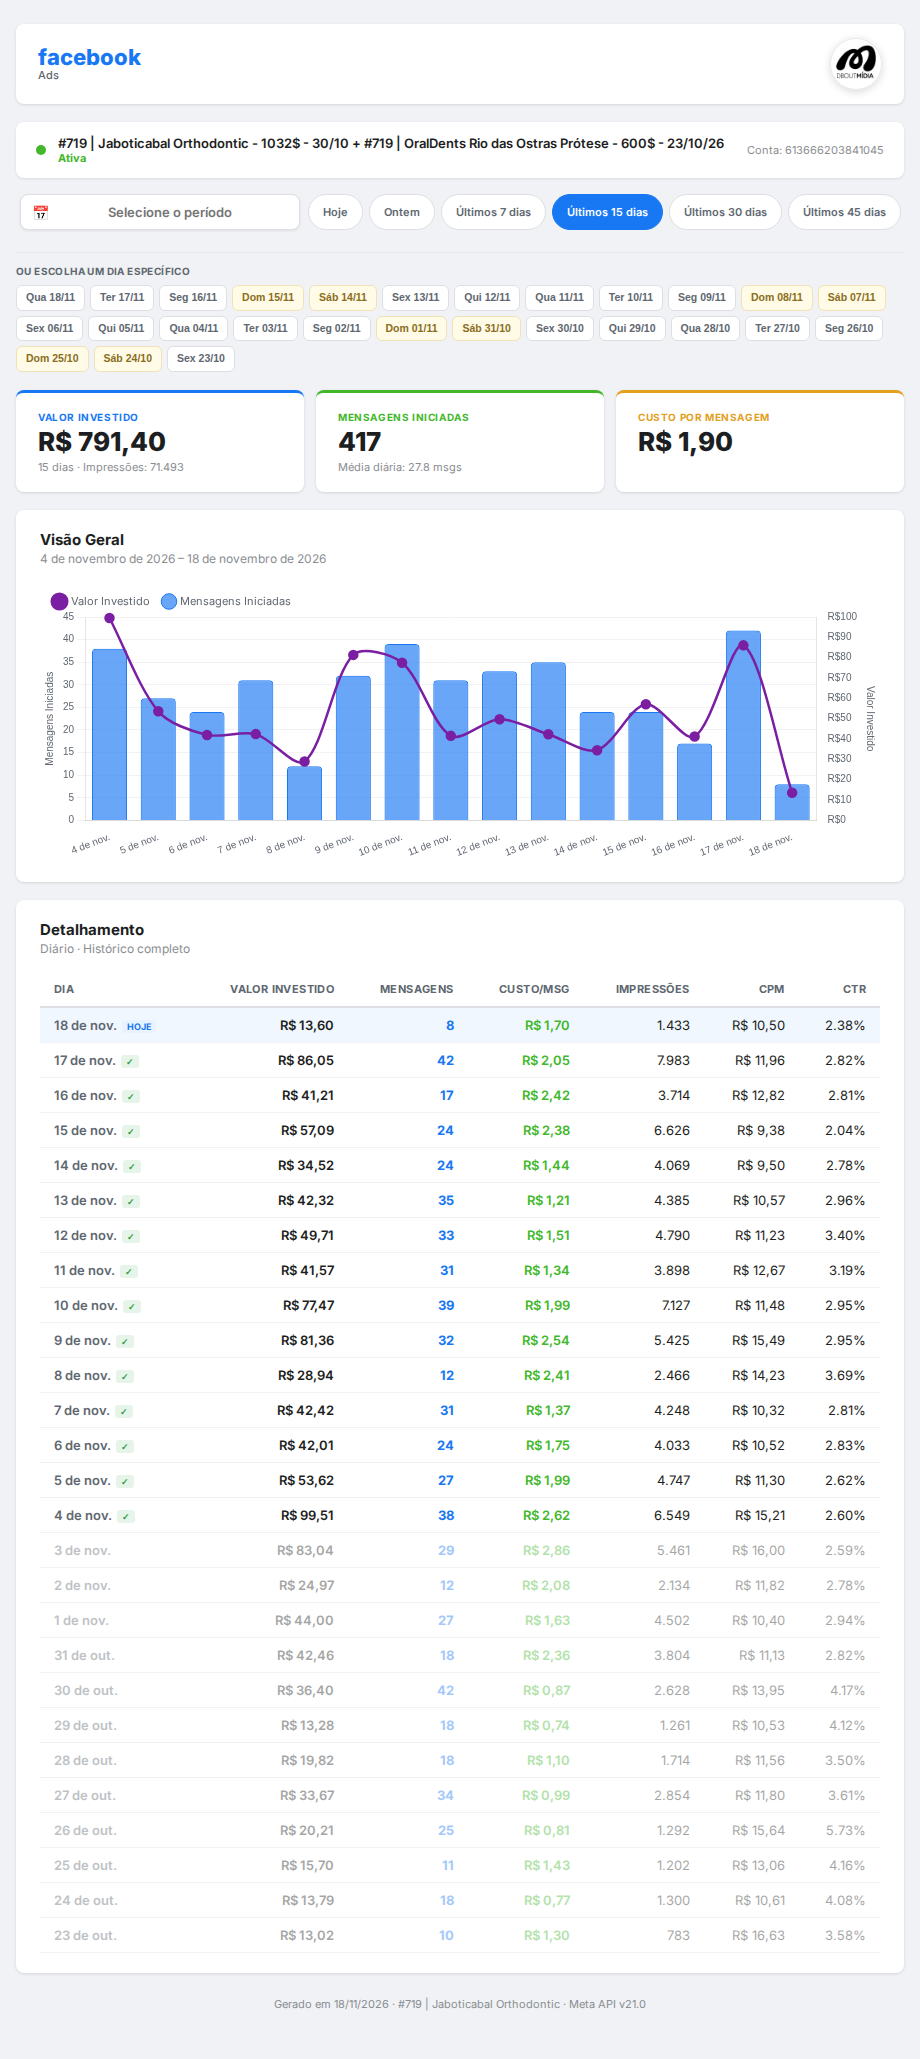 facebook
Ads
DBOUTMÍDIA
#719 | Jaboticabal Orthodontic - 1032$ - 30/10 + #719 | OralDents Rio das Ostras Prótese - 600$ - 23/10/26
Ativa
Conta: 613666203841045
Selecione o período
Hoje
Ontem
Últimos 7 dias
Últimos 15 dias
Últimos 30 dias
Últimos 45 dias
OU ESCOLHA UM DIA ESPECÍFICO
Qua 18/11 Ter 17/11 Seg 16/11 Dom 15/11 Sáb 14/11 Sex 13/11 Qui 12/11 Qua 11/11 Ter 10/11 Seg 09/11 Dom 08/11 Sáb 07/11
Sex 06/11 Qui 05/11 Qua 04/11 Ter 03/11 Seg 02/11 Dom 01/11 Sáb 31/10 Sex 30/10 Qui 29/10 Qua 28/10 Ter 27/10 Seg 26/10
Dom 25/10 Sáb 24/10 Sex 23/10
VALOR INVESTIDO
R$ 791,40
15 dias · Impressões: 71.493
MENSAGENS INICIADAS
417
Média diária: 27.8 msgs
CUSTO POR MENSAGEM
R$ 1,90
Visão Geral
4 de novembro de 2026 – 18 de novembro de 2026
Valor Investido Mensagens Iniciadas
Mensagens Iniciadas
45
40
35
30
25
20
15
10
5
0
R$100
R$90
R$80
R$70
R$60
R$50
R$40
R$30
R$20
R$10
R$0
Valor Investido
4 de nov. 5 de nov. 6 de nov. 7 de nov. 8 de nov. 9 de nov. 10 de nov. 11 de nov. 12 de nov. 13 de nov. 14 de nov. 15 de nov. 16 de nov. 17 de nov. 18 de nov.
Detalhamento
Diário · Histórico completo
DIA VALOR INVESTIDO MENSAGENS CUSTO/MSG IMPRESSÕES CPM CTR
18 de nov. HOJE R$ 13,60 8 R$ 1,70 1.433 R$ 10,50 2.38%
17 de nov. ✓ R$ 86,05 42 R$ 2,05 7.983 R$ 11,96 2.82%
16 de nov. ✓ R$ 41,21 17 R$ 2,42 3.714 R$ 12,82 2.81%
15 de nov. ✓ R$ 57,09 24 R$ 2,38 6.626 R$ 9,38 2.04%
14 de nov. ✓ R$ 34,52 24 R$ 1,44 4.069 R$ 9,50 2.78%
13 de nov. ✓ R$ 42,32 35 R$ 1,21 4.385 R$ 10,57 2.96%
12 de nov. ✓ R$ 49,71 33 R$ 1,51 4.790 R$ 11,23 3.40%
11 de nov. ✓ R$ 41,57 31 R$ 1,34 3.898 R$ 12,67 3.19%
10 de nov. ✓ R$ 77,47 39 R$ 1,99 7.127 R$ 11,48 2.95%
9 de nov. ✓ R$ 81,36 32 R$ 2,54 5.425 R$ 15,49 2.95%
8 de nov. ✓ R$ 28,94 12 R$ 2,41 2.466 R$ 14,23 3.69%
7 de nov. ✓ R$ 42,42 31 R$ 1,37 4.248 R$ 10,32 2.81%
6 de nov. ✓ R$ 42,01 24 R$ 1,75 4.033 R$ 10,52 2.83%
5 de nov. ✓ R$ 53,62 27 R$ 1,99 4.747 R$ 11,30 2.62%
4 de nov. ✓ R$ 99,51 38 R$ 2,62 6.549 R$ 15,21 2.60%
3 de nov. R$ 83,04 29 R$ 2,86 5.461 R$ 16,00 2.59%
2 de nov. R$ 24,97 12 R$ 2,08 2.134 R$ 11,82 2.78%
1 de nov. R$ 44,00 27 R$ 1,63 4.502 R$ 10,40 2.94%
31 de out. R$ 42,46 18 R$ 2,36 3.804 R$ 11,13 2.82%
30 de out. R$ 36,40 42 R$ 0,87 2.628 R$ 13,95 4.17%
29 de out. R$ 13,28 18 R$ 0,74 1.261 R$ 10,53 4.12%
28 de out. R$ 19,82 18 R$ 1,10 1.714 R$ 11,56 3.50%
27 de out. R$ 33,67 34 R$ 0,99 2.854 R$ 11,80 3.61%
26 de out. R$ 20,21 25 R$ 0,81 1.292 R$ 15,64 5.73%
25 de out. R$ 15,70 11 R$ 1,43 1.202 R$ 13,06 4.16%
24 de out. R$ 13,79 18 R$ 0,77 1.300 R$ 10,61 4.08%
23 de out. R$ 13,02 10 R$ 1,30 783 R$ 16,63 3.58%
Gerado em 18/11/2026 · #719 | Jaboticabal Orthodontic · Meta API v21.0